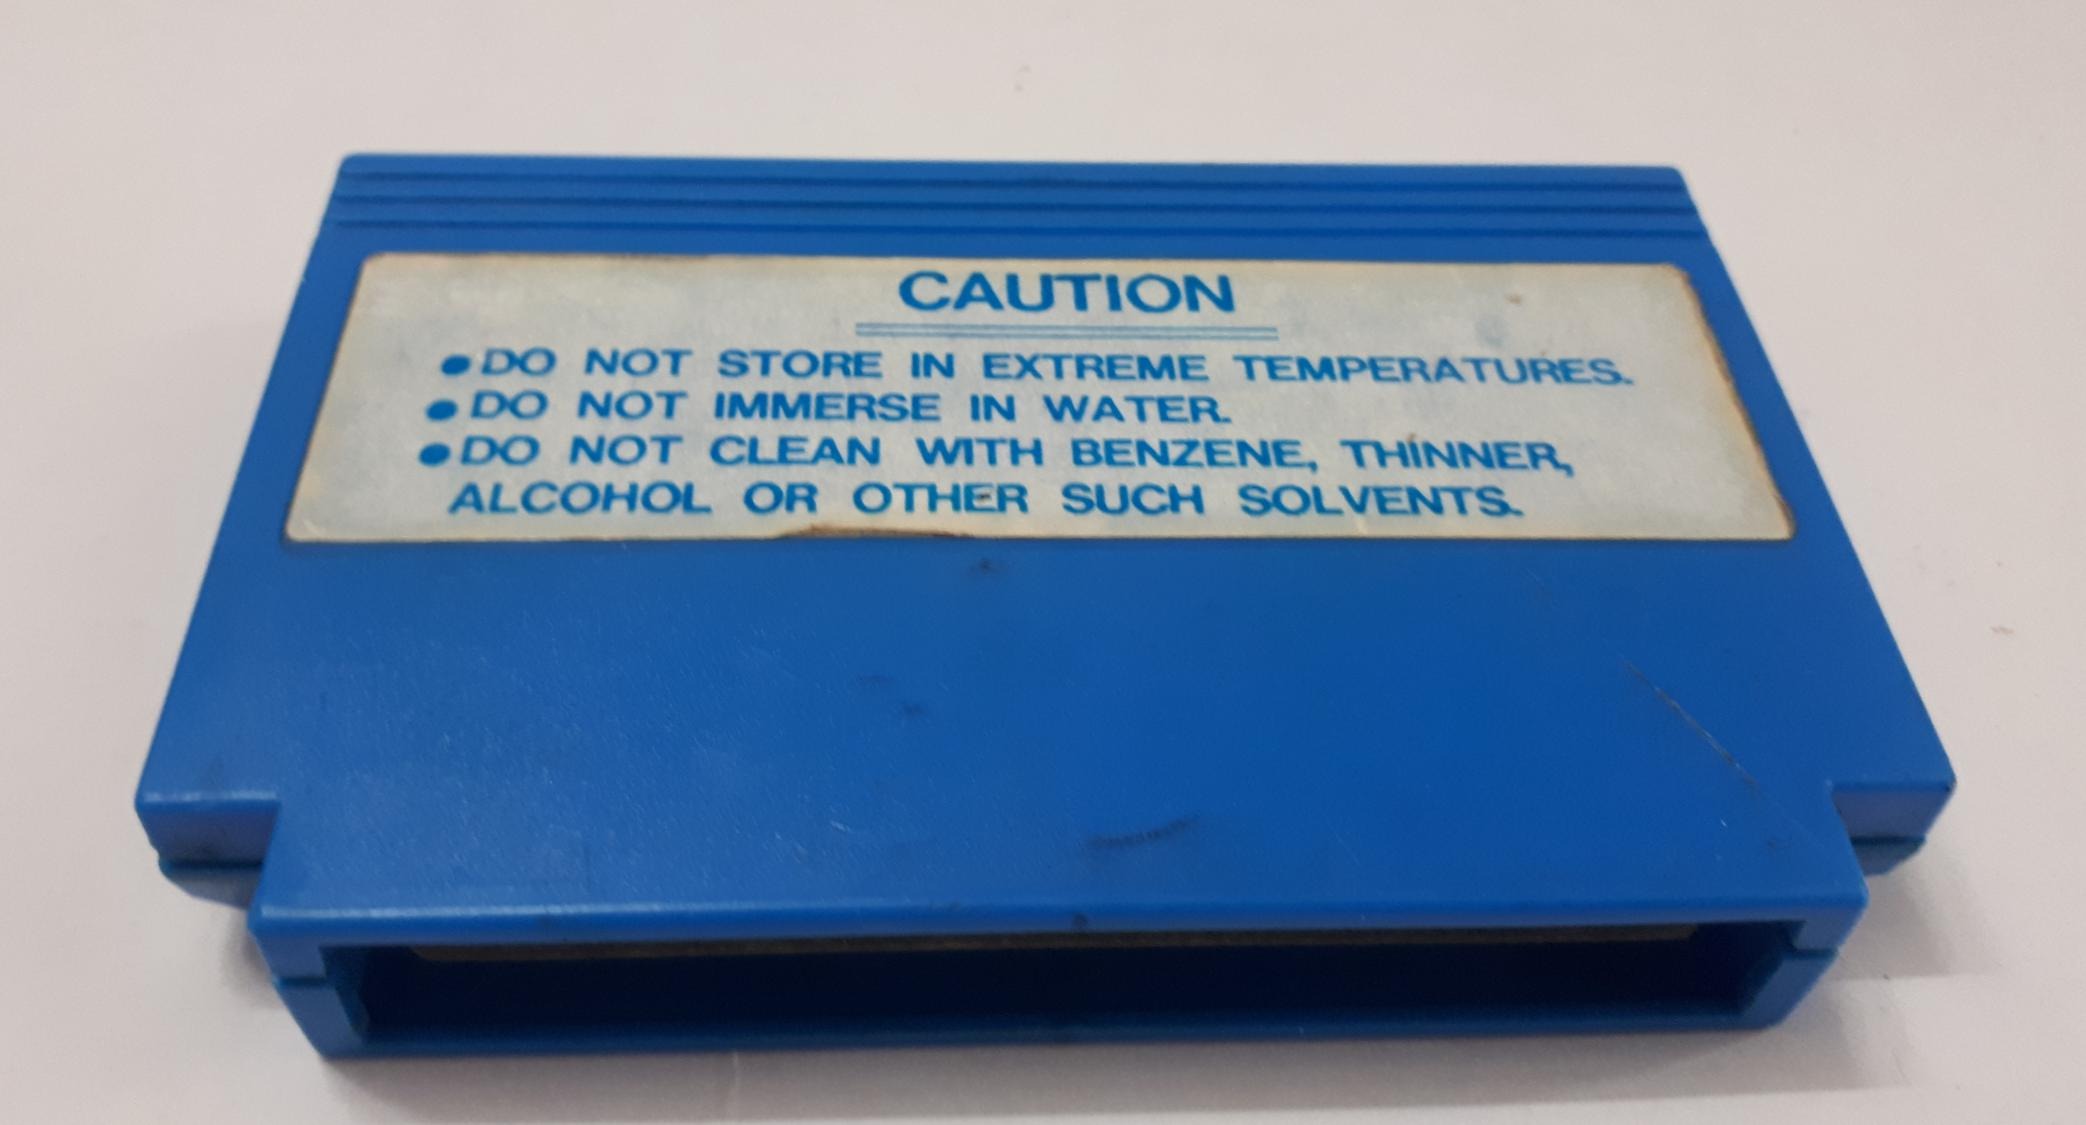 CAUTION
●DO NOT STORE IN EXTREME TEMPERATURES.
●DO NOT IMMERSE IN WATER.
●DO NOT CLEAN WITH BENZENE, THINNER,
ALCOHOL OR OTHER SUCH SOLVENTS.